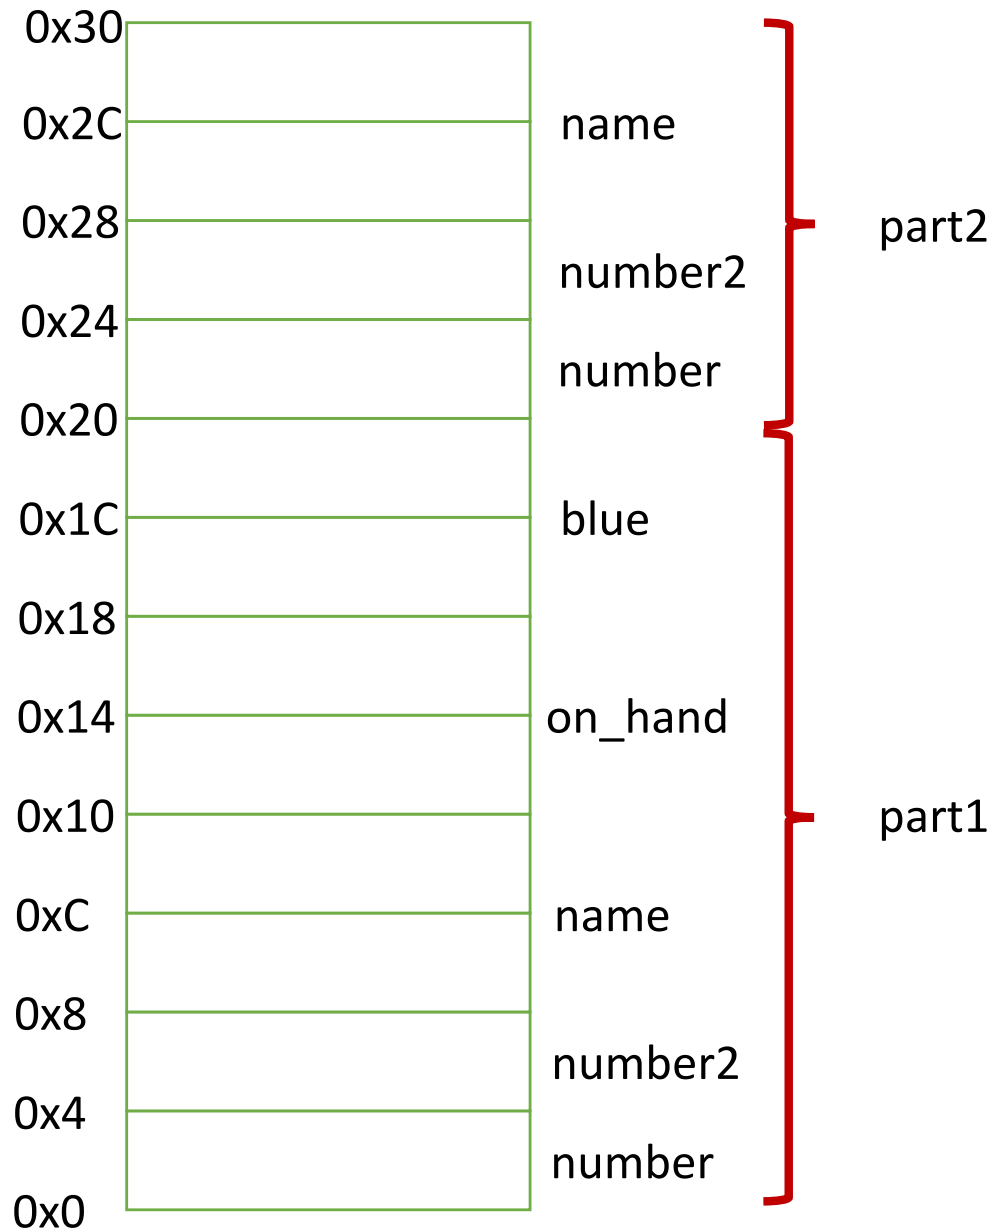 0x30
0x2C name
0x28 part2
number2
0x24
number
0x20
0x1C blue
0x18
0x14 on_hand
0x10 part1
0xC name
0x8
number2
0x4
number
0x0